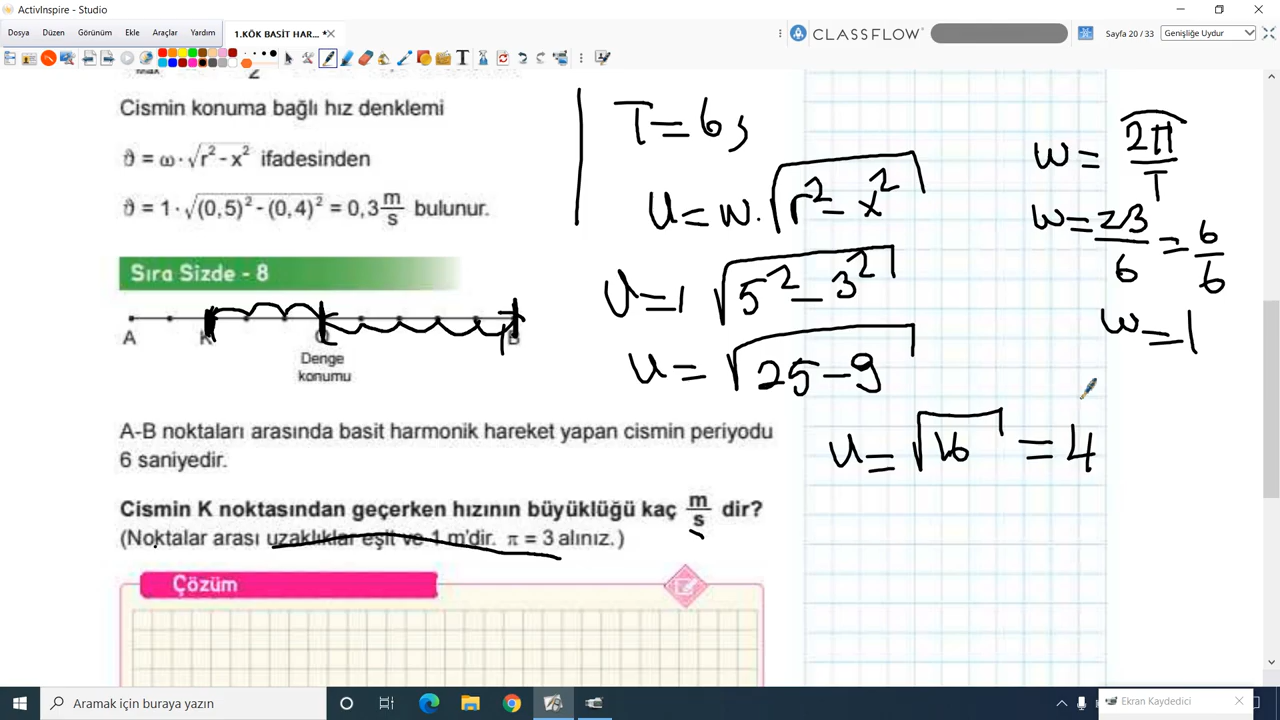 ActivInspire - Studio
Dosya Düzen Görünüm Ekle Araçlar Yardım
1.KÖK BASİT HAR...
CLASSFLOW
Sayfa 20 / 33
Genişliğe Uydur
Cismin konuma bağlı hız denklemi
ϑ = ω · √r² - x² ifadesinden
ϑ = 1 · √(0,5)² - (0,4)² = 0,3 m/s bulunur.
Sıra Sizde - 8
A K O B
Denge
konumu
A-B noktaları arasında basit harmonik hareket yapan cismin periyodu
6 saniyedir.
Cismin K noktasından geçerken hızının büyüklüğü kaç m/s dir?
(Noktalar arası uzaklıklar eşit ve 1 m'dir. π = 3 alınız.)
Çözüm
T = 6s
υ = w. √r² - x²
υ = 1 √5² - 3²
υ = √25 - 9
υ = √16 = 4
w = 2π/T
w = 23/6 = 6/6
w = 1
Aramak için buraya yazın
Ekran Kaydedici